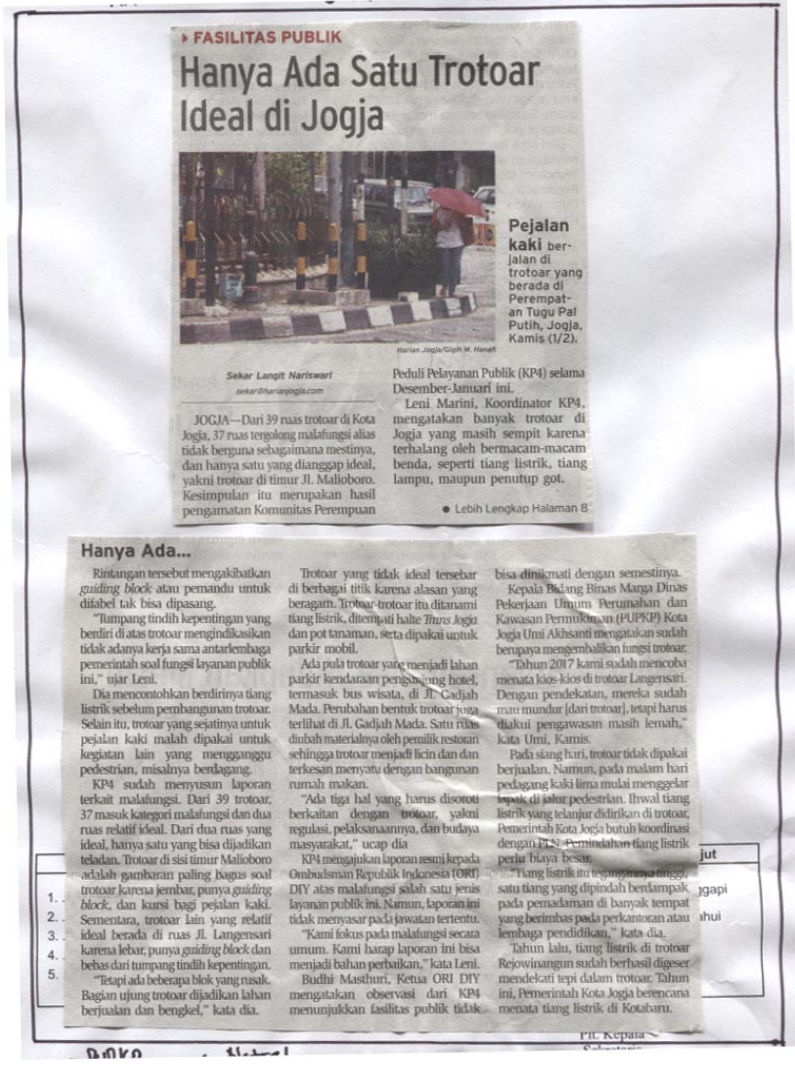 ▸ FASILITAS PUBLIK
Hanya Ada Satu Trotoar
Ideal di Jogja
Pejalan
kaki ber-
jalan di
trotoar yang
berada di
Perempat-
an Tugu Pal
Putih, Jogja,
Kamis (1/2).
Harian Jogja/Gigih M. Hanafi
Sekar Langit Nariswari
sekar@harianjogja.com
JOGJA—Dari 39 ruas trotoar di Kota
Jogja, 37 ruas tergolong malafungsi alias
tidak berguna sebagaimana mestinya,
dan hanya satu yang dianggap ideal,
yakni trotoar di timur Jl. Malioboro.
Kesimpulan itu merupakan hasil
pengamatan Komunitas Perempuan
Peduli Pelayanan Publik (KP4) selama
Desember-Januari ini.
Leni Marini, Koordinator KP4,
mengatakan banyak trotoar di
Jogja yang masih sempit karena
terhalang oleh bermacam-macam
benda, seperti tiang listrik, tiang
lampu, maupun penutup got.
● Lebih Lengkap Halaman 8
Hanya Ada...
Rintangan tersebut mengakibatkan
guiding block atau pemandu untuk
difabel tak bisa dipasang.
"Tumpang tindih kepentingan yang
berdiri di atas trotoar mengindikasikan
tidak adanya kerja sama antarlembaga
pemerintah soal fungsi layanan publik
ini," ujar Leni.
Dia mencontohkan berdirinya tiang
listrik sebelum pembangunan trotoar.
Selain itu, trotoar yang sejatinya untuk
pejalan kaki malah dipakai untuk
kegiatan lain yang mengganggu
pedestrian, misalnya berdagang.
KP4 sudah menyusun laporan
terkait malafungsi. Dari 39 trotoar,
37 masuk kategori malafungsi dan dua
ruas relatif ideal. Dari dua ruas yang
ideal, hanya satu yang bisa dijadikan
teladan. Trotoar di sisi timur Malioboro
adalah gambaran paling bagus soal
trotoar karena jembar, punya guiding
block, dan kursi bagi pejalan kaki.
Sementara, trotoar lain yang relatif
ideal berada di ruas Jl. Langensari
karena lebar, punya guiding block dan
bebas dari tumpang tindih kepentingan.
"Tetapi ada beberapa blok yang rusak.
Bagian ujung trotoar dijadikan lahan
berjualan dan bengkel," kata dia.
Trotoar yang tidak ideal tersebar
di berbagai titik karena alasan yang
beragam. Trotoar-trotoar itu ditanami
tiang listrik, ditempati halte Trans Jogja
dan pot tanaman, serta dipakai untuk
parkir mobil.
Ada pula trotoar yang menjadi lahan
parkir kendaraan pengunjung hotel,
termasuk bus wisata, di Jl. Gadjah
Mada. Perubahan bentuk trotoar juga
terlihat di Jl. Gadjah Mada. Satu ruas
diubah materialnya oleh pemilik restoran
sehingga trotoar menjadi licin dan dan
terkesan menyatu dengan bangunan
rumah makan.
"Ada tiga hal yang harus disoroti
berkaitan dengan trotoar, yakni
regulasi, pelaksanaannya, dan budaya
masyarakat," ucap dia
KP4 mengajukan laporan resmi kepada
Ombudsman Republik Indonesia (ORI)
DIY atas malafungsi salah satu jenis
layanan publik ini. Namun, laporan ini
tidak menyasar pada jawatan tertentu.
"Kami fokus pada malafungsi secara
umum. Kami harap laporan ini bisa
menjadi bahan perbaikan," kata Leni.
Budhi Masthuri, Ketua ORI DIY
mengatakan observasi dari KP4
menunjukkan fasilitas publik tidak
bisa dinikmati dengan semestinya.
Kepala Bidang Binas Marga Dinas
Pekerjaan Umum Perumahan dan
Kawasan Permukiman (PUPKP) Kota
Jogja Umi Akhsanti mengatakan sudah
berupaya mengembalikan fungsi trotoar.
"Tahun 2017 kami sudah mencoba
menata kios-kios di trotoar Langensari.
Dengan pendekatan, mereka sudah
mau mundur [dari trotoar], tetapi harus
diakui pengawasan masih lemah,"
kata Umi, Kamis.
Pada siang hari, trotoar tidak dipakai
berjualan. Namun, pada malam hari
pedagang kaki lima mulai menggelar
lapak di jalur pedestrian. Ihwal tiang
listrik yang telanjur didirikan di trotoar,
Pemerintah Kota Jogja butuh koordinasi
dengan PLN. Pemindahan tiang listrik
perlu biaya besar.
"Tiang listrik itu tegangannya tinggi,
satu tiang yang dipindah berdampak
pada pemadaman di banyak tempat
yang berimbas pada perkantoran atau
lembaga pendidikan," kata dia.
Tahun lalu, tiang listrik di trotoar
Rejowinangun sudah berhasil digeser
mendekati tepi dalam trotoar. Tahun
ini, Pemerintah Kota Jogja berencana
menata tiang listrik di Kotabaru.
jut
ggapi
ahui
1.
2.
3.
4.
5.
Plt. Kepala